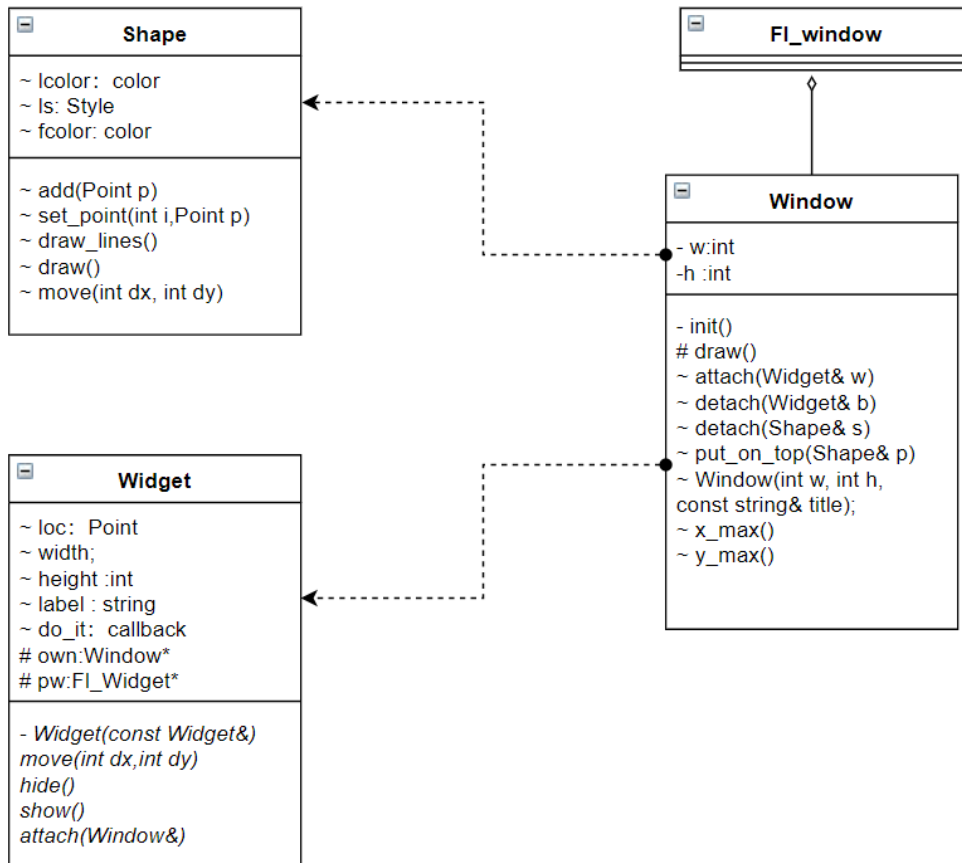 Shape
~ lcolor：color
~ ls: Style
~ fcolor: color
~ add(Point p)
~ set_point(int i,Point p)
~ draw_lines()
~ draw()
~ move(int dx, int dy)
Fl_window
Window
- w:int
-h :int
- init()
# draw()
~ attach(Widget& w)
~ detach(Widget& b)
~ detach(Shape& s)
~ put_on_top(Shape& p)
~ Window(int w, int h,
const string& title);
~ x_max()
~ y_max()
Widget
~ loc：Point
~ width;
~ height :int
~ label : string
~ do_it：callback
# own:Window*
# pw:Fl_Widget*
- Widget(const Widget&)
move(int dx,int dy)
hide()
show()
attach(Window&)